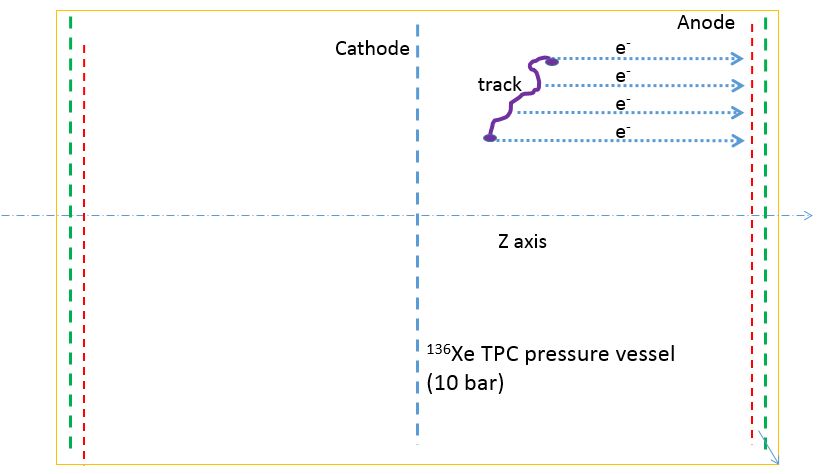 Anode
Cathode
track
e⁻
e⁻
e⁻
e⁻
Z axis
¹³⁶Xe TPC pressure vessel
(10 bar)